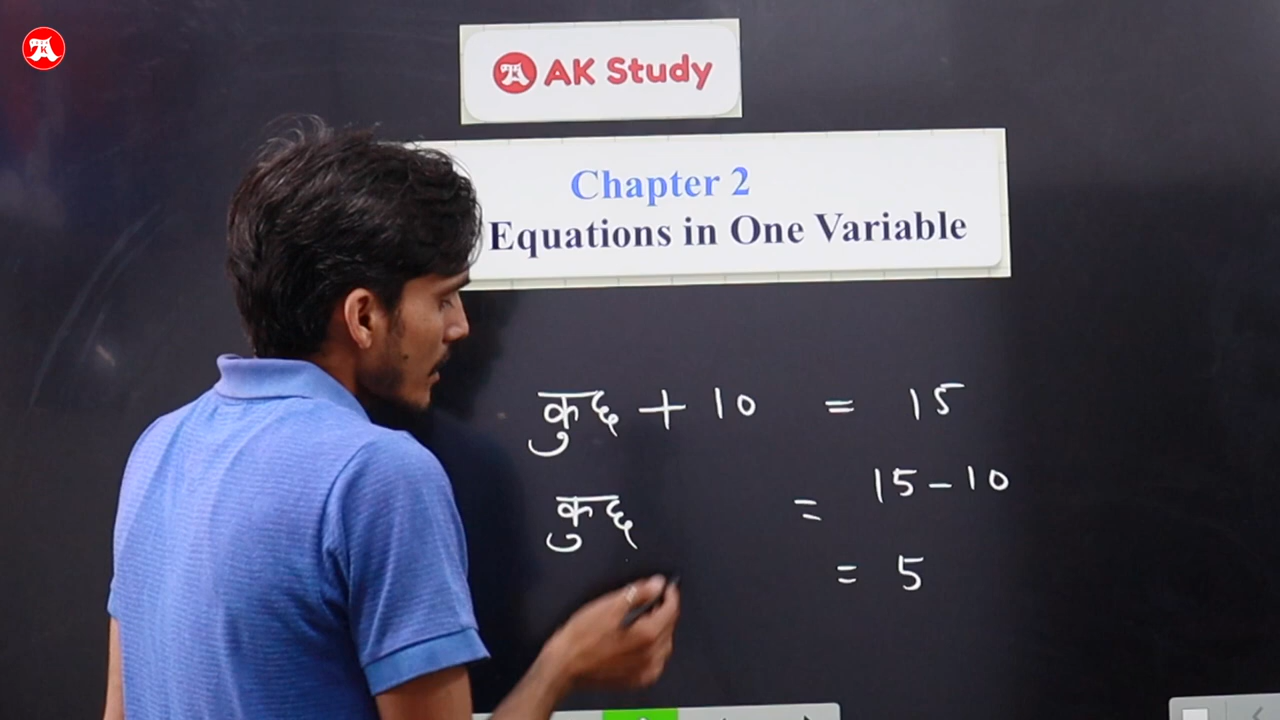 AK Study
Chapter 2
Equations in One Variable
कुछ + 10 = 15
कुछ = 15 - 10
= 5